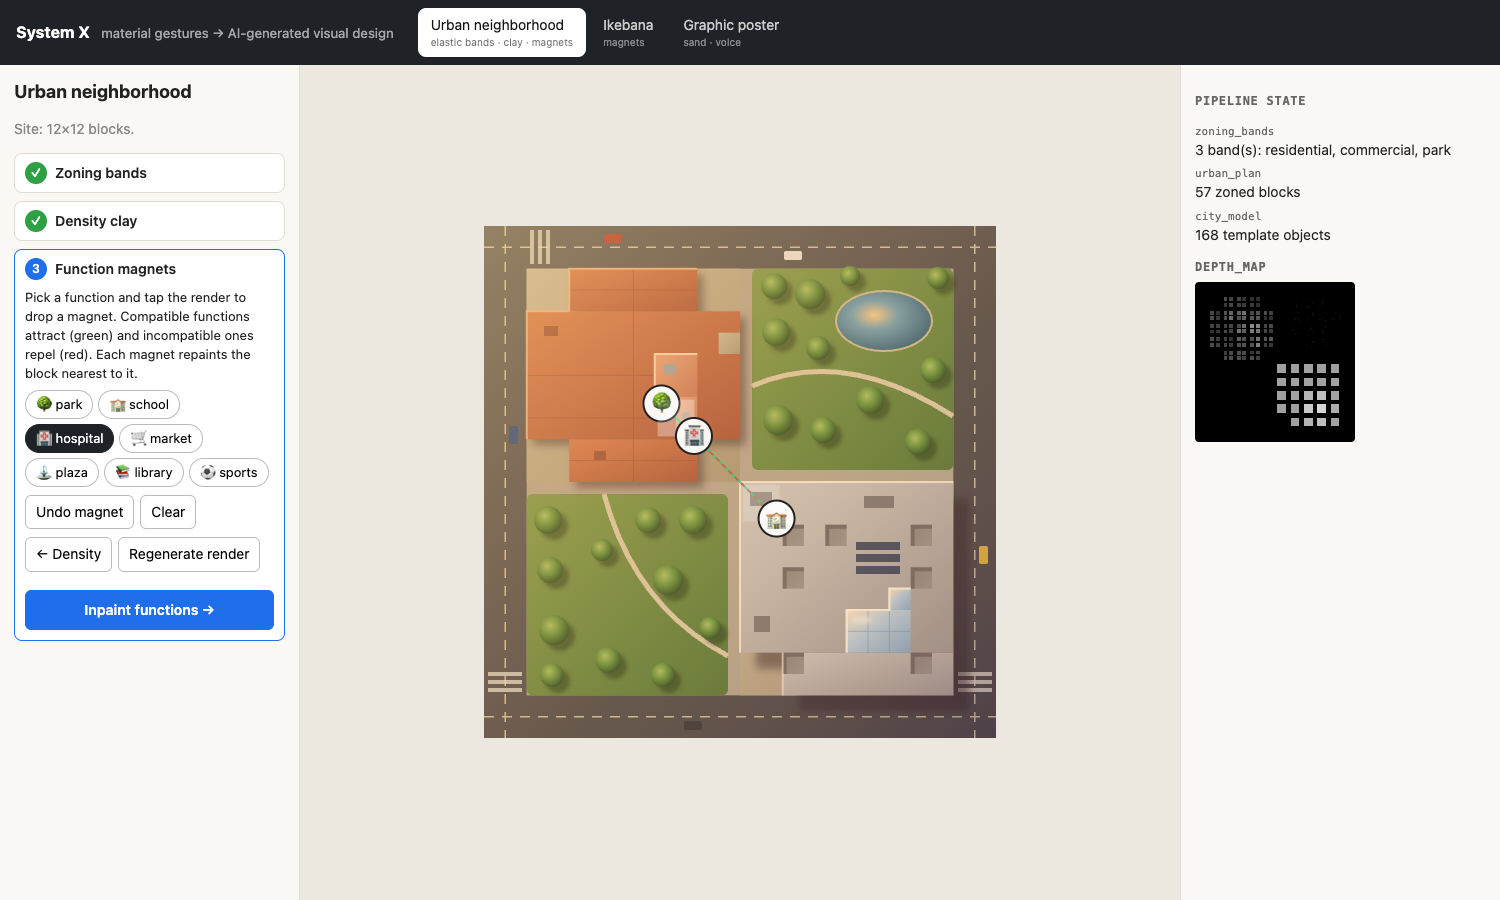 System X material gestures → AI-generated visual design
Urban neighborhood
elastic bands · clay · magnets
Ikebana
magnets
Graphic poster
sand · voice
Urban neighborhood
Site: 12×12 blocks.
Zoning bands
Density clay
3 Function magnets
Pick a function and tap the render to
drop a magnet. Compatible functions
attract (green) and incompatible ones
repel (red). Each magnet repaints the
block nearest to it.
park school
hospital market
plaza library sports
Undo magnet Clear
← Density Regenerate render
Inpaint functions →
PIPELINE STATE
zoning_bands
3 band(s): residential, commercial, park
urban_plan
57 zoned blocks
city_model
168 template objects
DEPTH_MAP